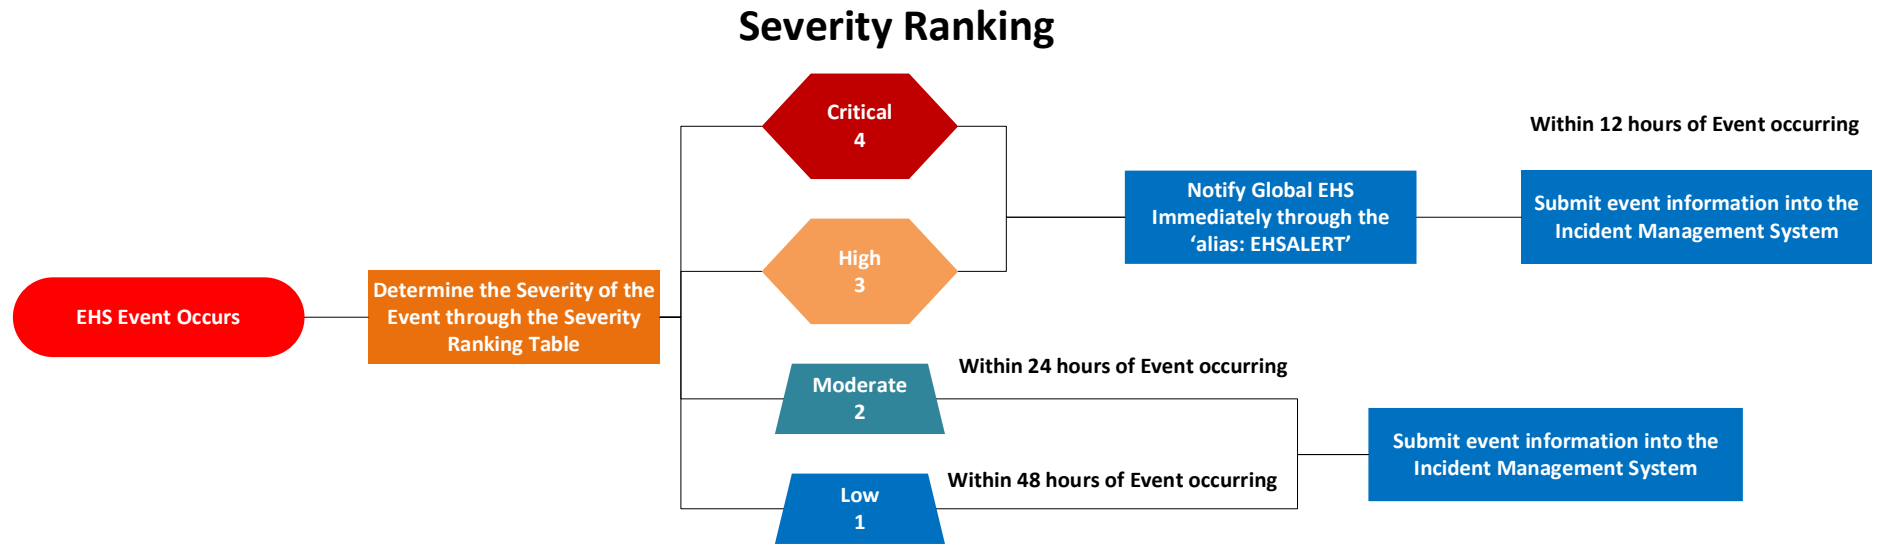 Severity Ranking
Critical
4
Within 12 hours of Event occurring
Notify Global EHS
Immediately through the
‘alias: EHSALERT’
Submit event information into the
Incident Management System
High
3
EHS Event Occurs
Determine the Severity of the
Event through the Severity
Ranking Table
Within 24 hours of Event occurring
Moderate
2
Submit event information into the
Incident Management System
Within 48 hours of Event occurring
Low
1